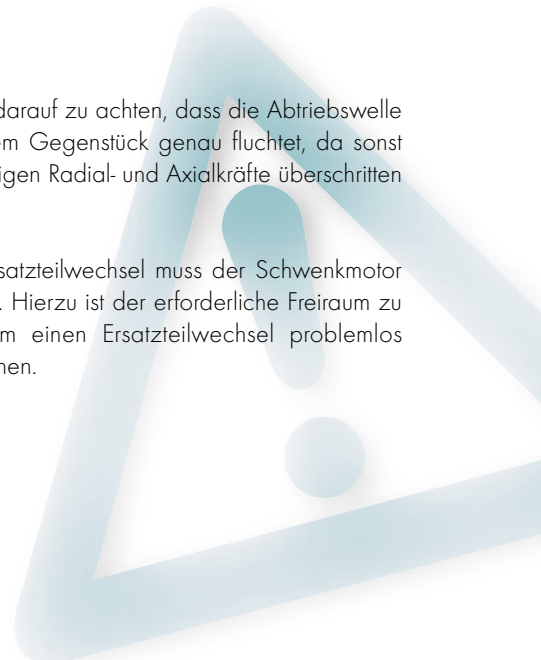 darauf zu achten, dass die Abtriebswelle
em Gegenstück genau fluchtet, da sonst
igen Radial- und Axialkräfte überschritten
satzteilwechsel muss der Schwenkmotor
. Hierzu ist der erforderliche Freiraum zu
m einen Ersatzteilwechsel problemlos
nen.